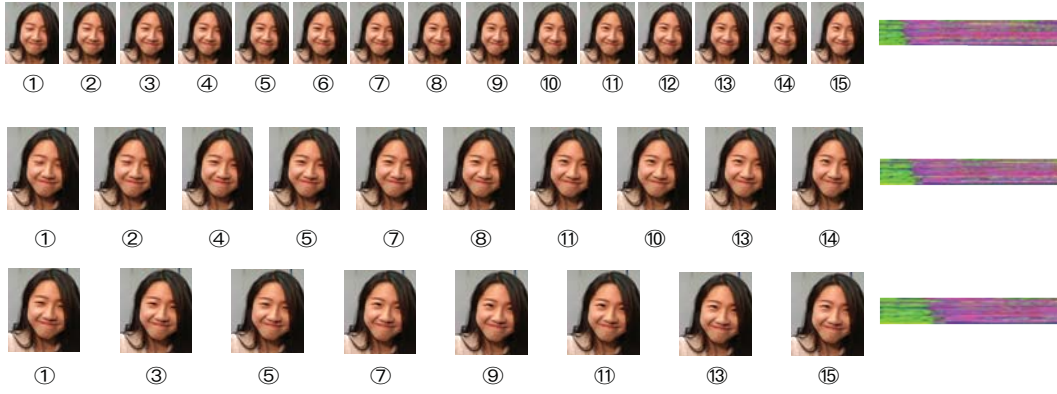 ① ② ③ ④ ⑤ ⑥ ⑦ ⑧ ⑨ ⑩ ⑪ ⑫ ⑬ ⑭ ⑮
① ② ④ ⑤ ⑦ ⑧ ⑪ ⑩ ⑬ ⑭
① ③ ⑤ ⑦ ⑨ ⑪ ⑬ ⑮